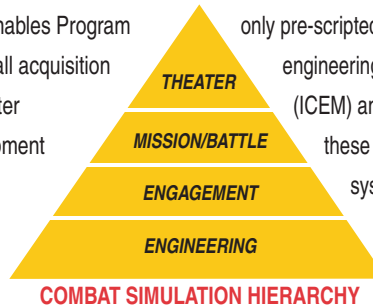 nables Program
all acquisition
ter
pment
THEATER
MISSION/BATTLE
ENGAGEMENT
ENGINEERING
only pre-scripted
engineering
(ICEM) an
these
sys
COMBAT SIMULATION HIERARCHY